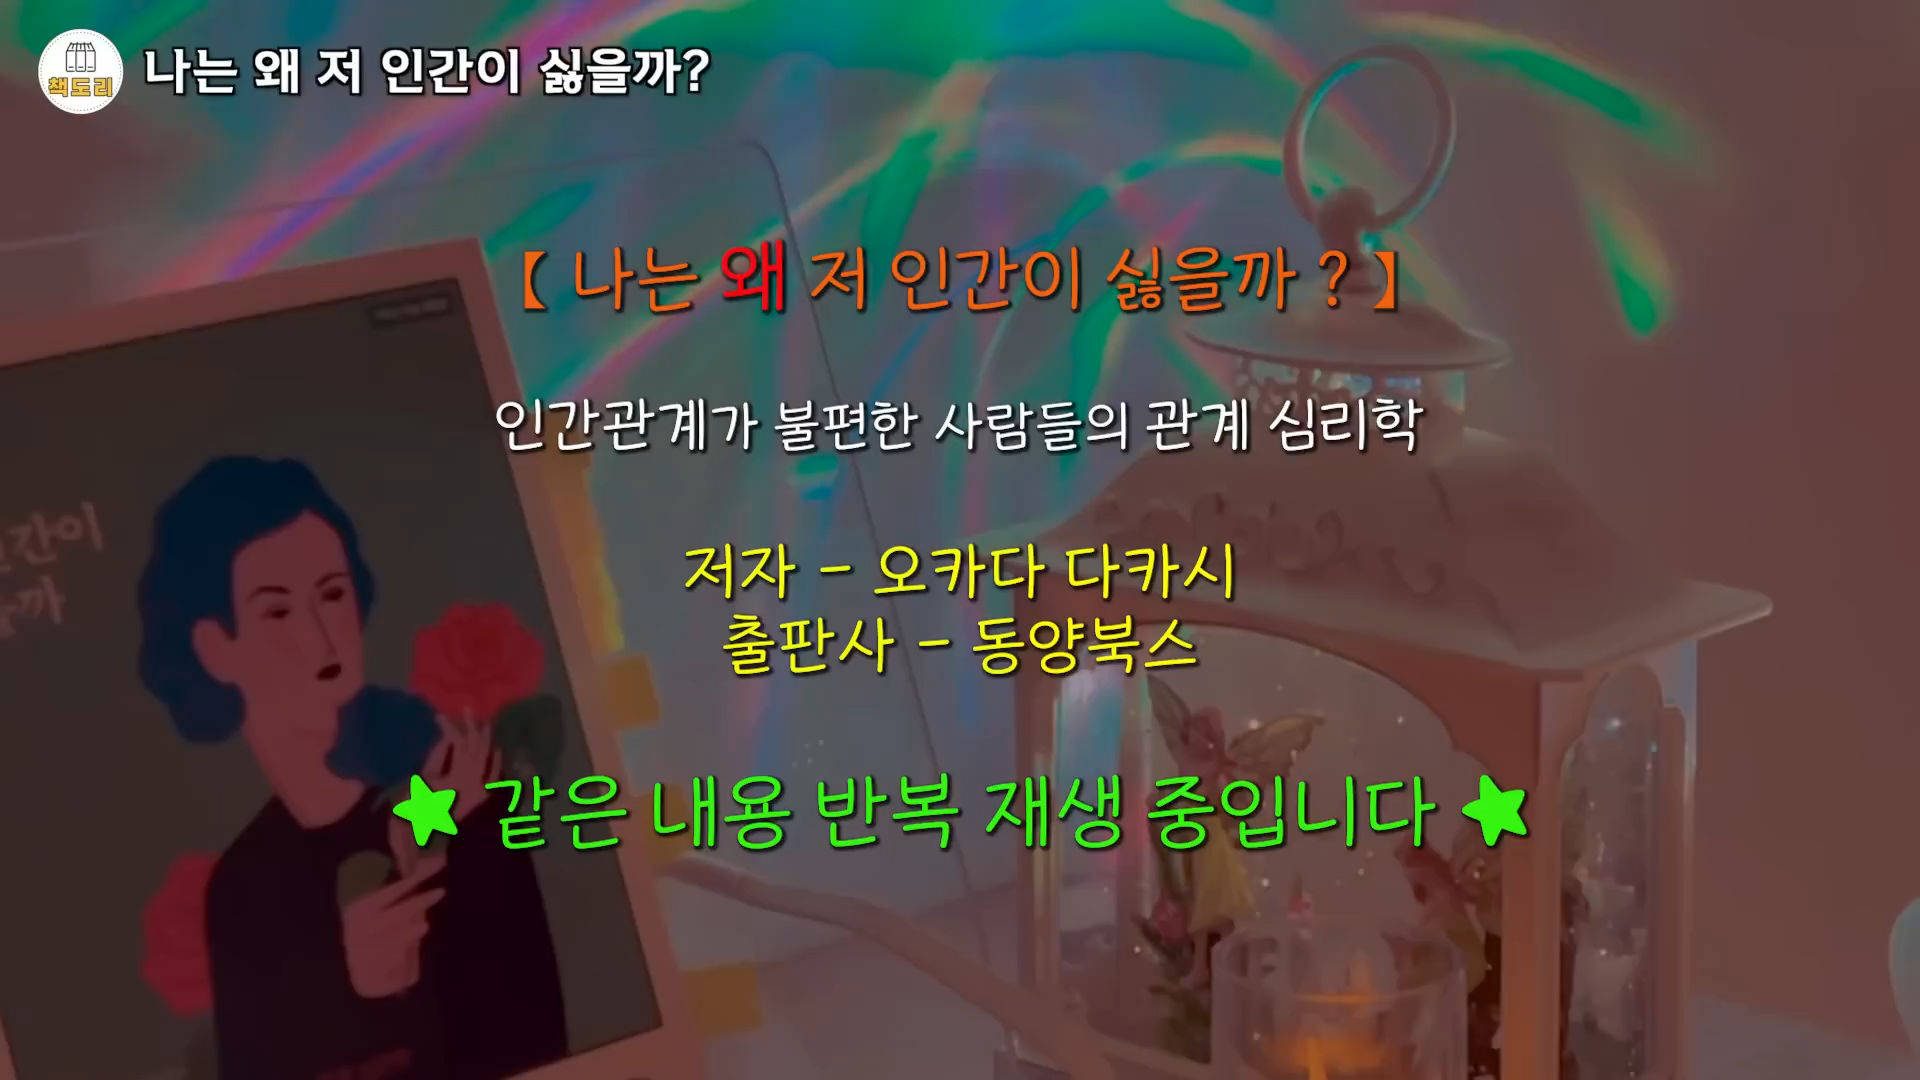 책도리
나는 왜 저 인간이 싫을까?
【 나는 왜 저 인간이 싫을까 ? 】
인간관계가 불편한 사람들의 관계 심리학
저자 - 오카다 다카시
출판사 - 동양북스
★ 같은 내용 반복 재생 중입니다 ★
간이
까